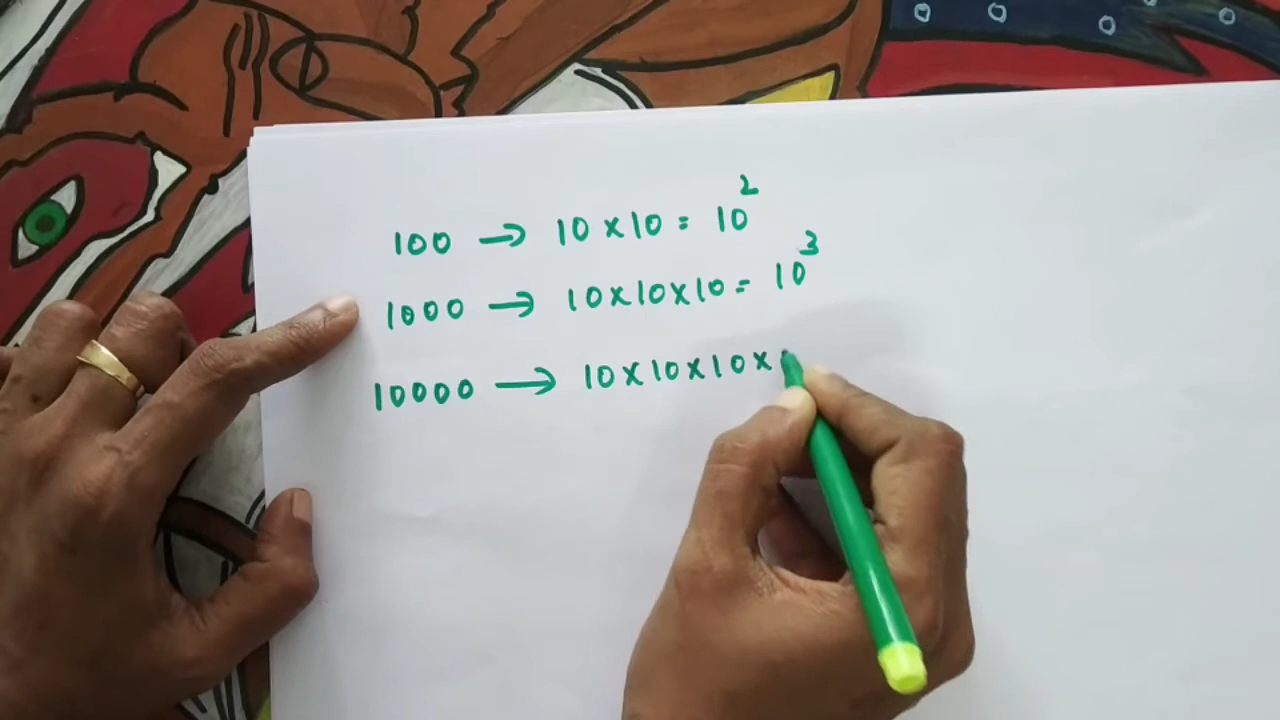 100 → 10 × 10 = 10²
1000 → 10 × 10 × 10 = 10³
10000 → 10 × 10 × 10 ×